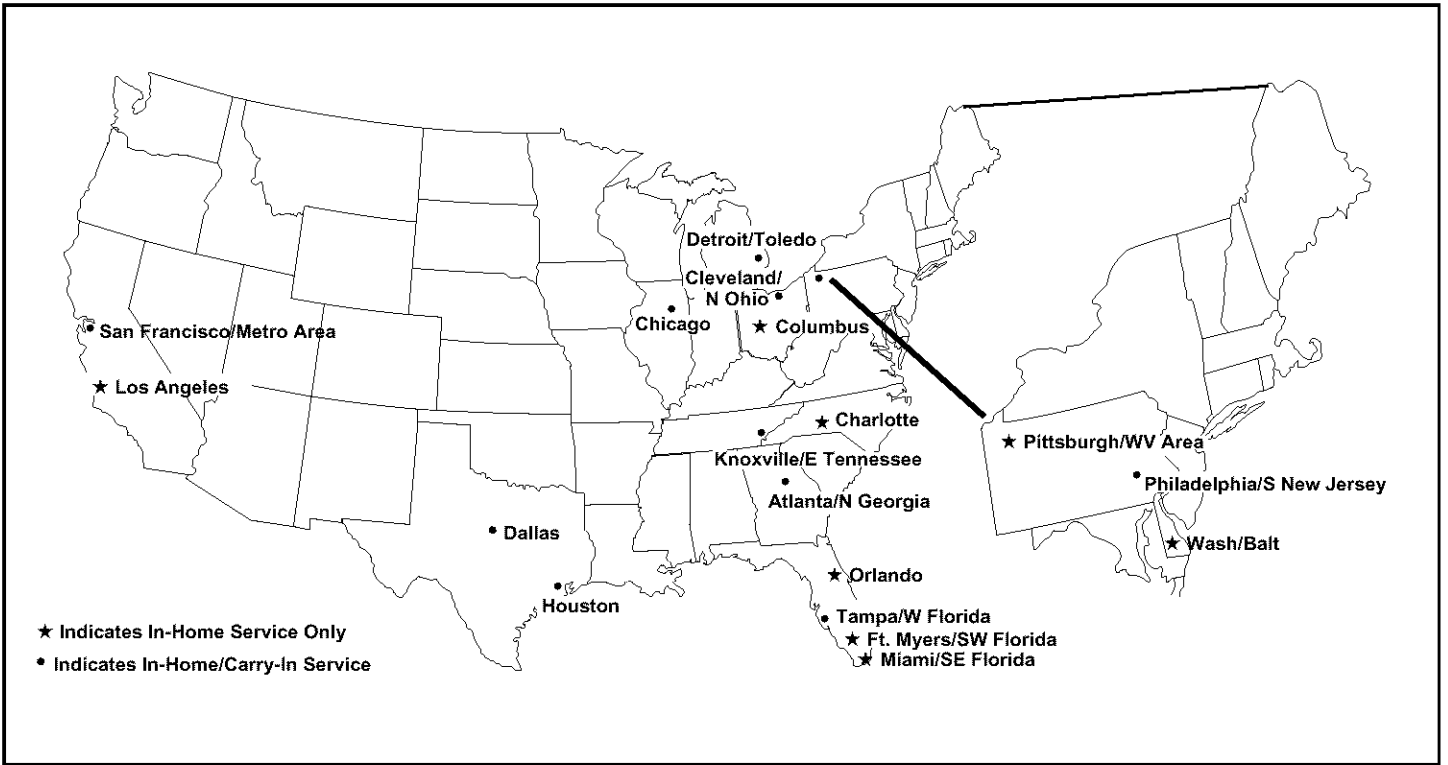 Detroit/Toledo
Cleveland/
N Ohio
Chicago
Columbus
San Francisco/Metro Area
Los Angeles
Charlotte
Knoxville/E Tennessee
Atlanta/N Georgia
Pittsburgh/WV Area
Philadelphia/S New Jersey
Wash/Balt
Dallas
Houston
Orlando
Tampa/W Florida
Ft. Myers/SW Florida
Miami/SE Florida
★ Indicates In-Home Service Only
• Indicates In-Home/Carry-In Service